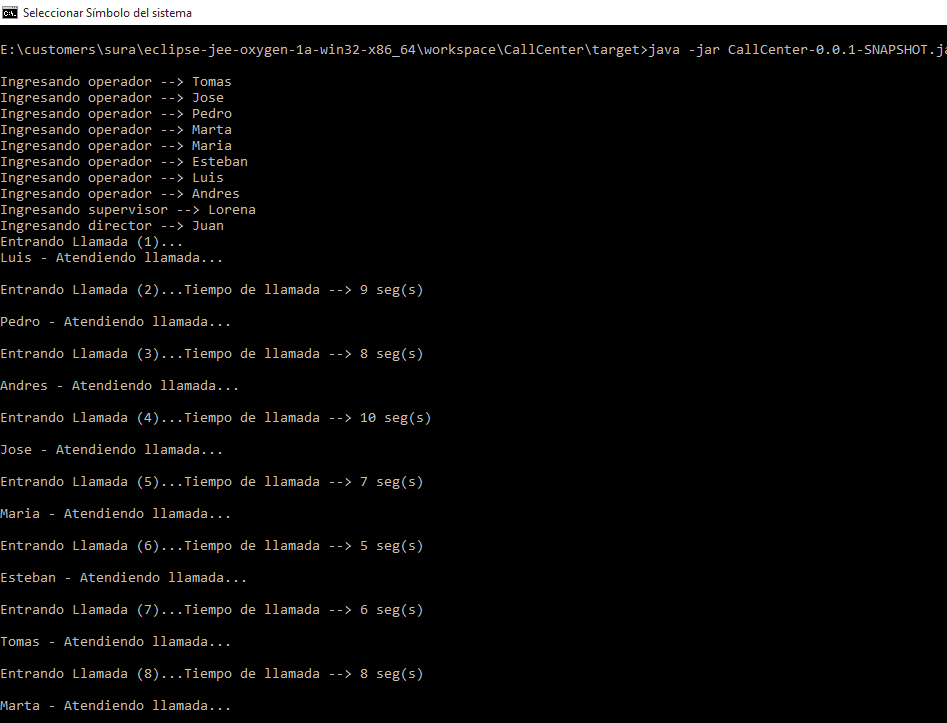 Seleccionar Símbolo del sistema
E:\customers\sura\eclipse-jee-oxygen-1a-win32-x86_64\workspace\CallCenter\target>java -jar CallCenter-0.0.1-SNAPSHOT.ja
Ingresando operador --> Tomas
Ingresando operador --> Jose
Ingresando operador --> Pedro
Ingresando operador --> Marta
Ingresando operador --> Maria
Ingresando operador --> Esteban
Ingresando operador --> Luis
Ingresando operador --> Andres
Ingresando supervisor --> Lorena
Ingresando director --> Juan
Entrando Llamada (1)...
Luis - Atendiendo llamada...
Entrando Llamada (2)...Tiempo de llamada --> 9 seg(s)
Pedro - Atendiendo llamada...
Entrando Llamada (3)...Tiempo de llamada --> 8 seg(s)
Andres - Atendiendo llamada...
Entrando Llamada (4)...Tiempo de llamada --> 10 seg(s)
Jose - Atendiendo llamada...
Entrando Llamada (5)...Tiempo de llamada --> 7 seg(s)
Maria - Atendiendo llamada...
Entrando Llamada (6)...Tiempo de llamada --> 5 seg(s)
Esteban - Atendiendo llamada...
Entrando Llamada (7)...Tiempo de llamada --> 6 seg(s)
Tomas - Atendiendo llamada...
Entrando Llamada (8)...Tiempo de llamada --> 8 seg(s)
Marta - Atendiendo llamada...